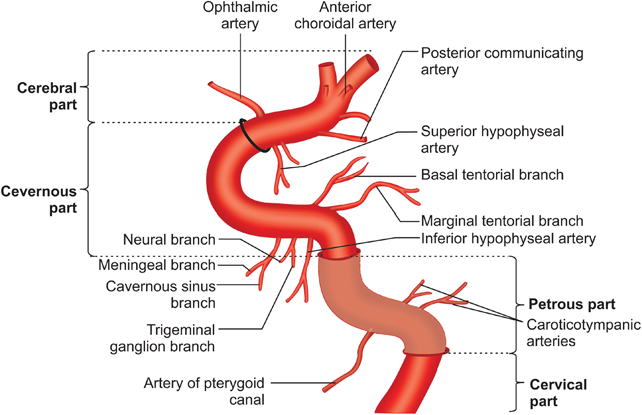 Ophthalmic
artery
Anterior
choroidal artery
Posterior communicating
artery
Cerebral
part
Superior hypophyseal
artery
Basal tentorial branch
Cevernous
part
Marginal tentorial branch
Neural branch
Inferior hypophyseal artery
Meningeal branch
Cavernous sinus
branch
Petrous part
Trigeminal
ganglion branch
Caroticotympanic
arteries
Artery of pterygoid
canal
Cervical
part